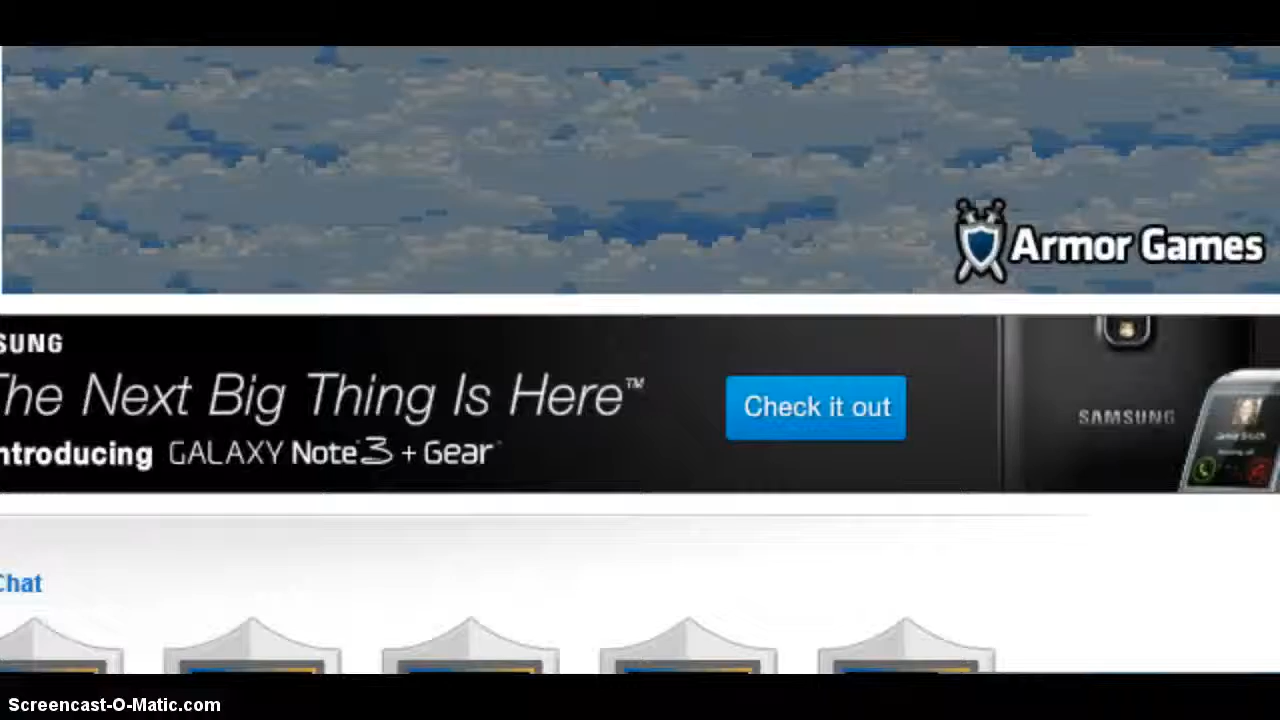 Armor Games
SUNG
The Next Big Thing Is Here™
ntroducing GALAXY Note 3 + Gear
Check it out
SAMSUNG
Chat
Screencast-O-Matic.com